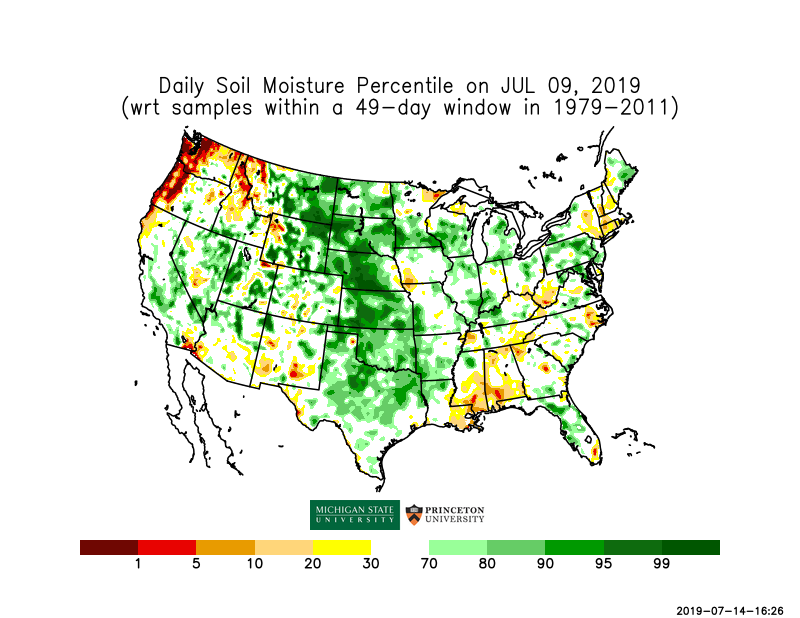 Daily Soil Moisture Percentile on JUL 09, 2019
(wrt samples within a 49-day window in 1979-2011)
MICHIGAN STATE
UNIVERSITY
PRINCETON
UNIVERSITY
1 5 10 20 30 70 80 90 95 99
2019-07-14-16:26